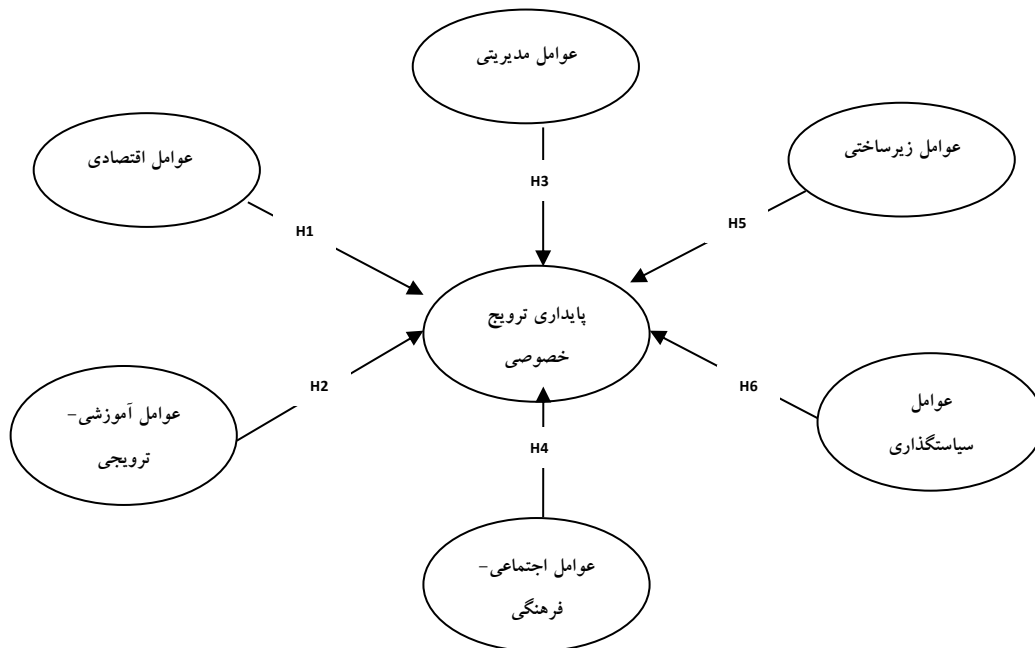 عوامل مدیریتی
عوامل زیرساختی
عوامل اقتصادی
H3
H5
H1
پایداری ترویج
خصوصی
H2
H6
عوامل
سیاستگذاری
عوامل آموزشی-
ترویجی
H4
عوامل اجتماعی-
فرهنگی